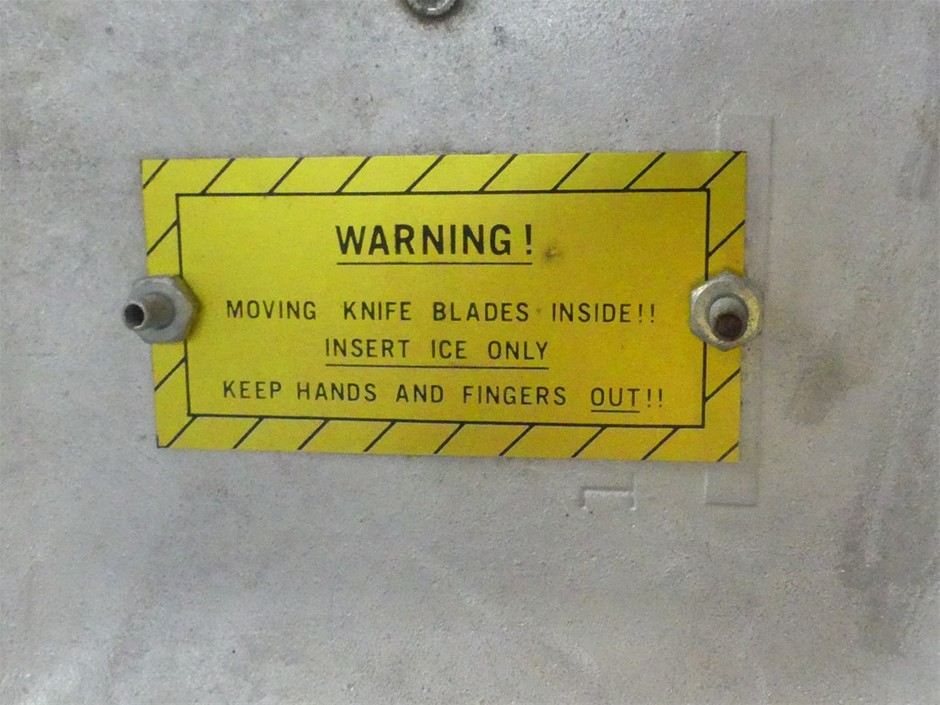 WARNING!
MOVING KNIFE BLADES INSIDE!!
INSERT ICE ONLY
KEEP HANDS AND FINGERS OUT!!